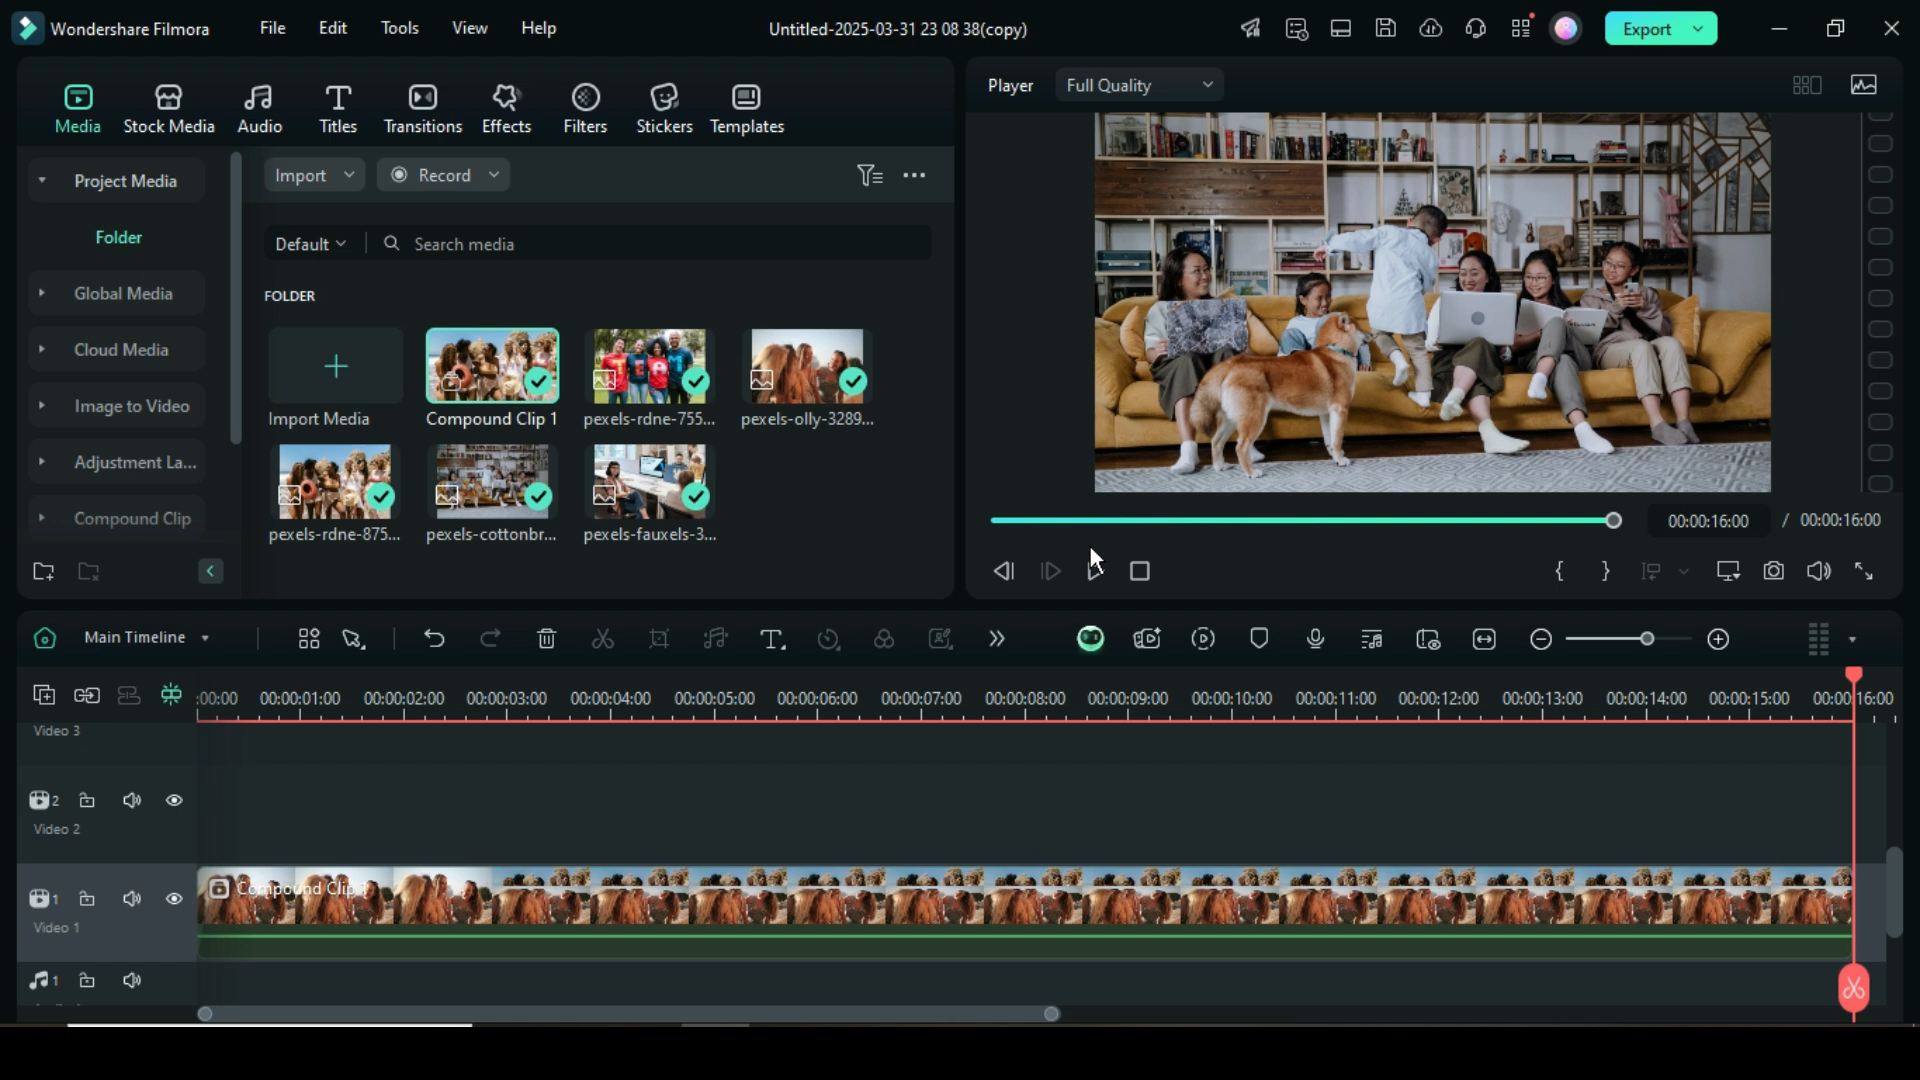 Wondershare Filmora File Edit Tools View Help Untitled-2025-03-31 23 08 38(copy) Export
Media Stock Media Audio Titles Transitions Effects Filters Stickers Templates
Player Full Quality
Project Media
Folder
Global Media
Cloud Media
Image to Video
Adjustment La...
Compound Clip
Import Record
Default Search media
FOLDER
Import Media Compound Clip 1 pexels-rdne-755... pexels-olly-3289...
pexels-rdne-875... pexels-cottonbr... pexels-fauxels-3...
00:00:16:00 / 00:00:16:00
Main Timeline
:00:00 00:00:01:00 00:00:02:00 00:00:03:00 00:00:04:00 00:00:05:00 00:00:06:00 00:00:07:00 00:00:08:00 00:00:09:00 00:00:10:00 00:00:11:00 00:00:12:00 00:00:13:00 00:00:14:00 00:00:15:00 00:00:16:00
Video 3
2
Video 2
1 Compound Clip 1
Video 1
1